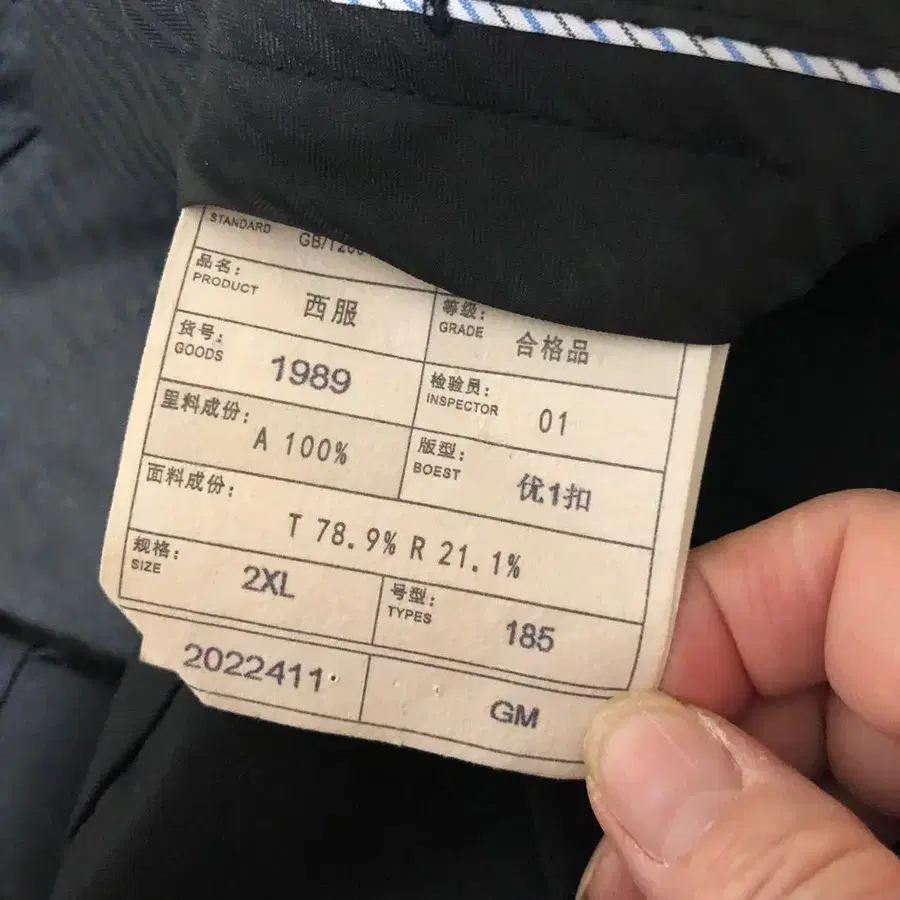 STANDARD
品名:
PRODUCT
西服
等级:
GRADE
合格品
货号:
GOODS
1989
检验员:
INSPECTOR
01
里料成份:
A 100%
版型:
BOEST
优1扣
面料成份:
T 78.9% R 21.1%
规格:
SIZE
2XL
号型:
TYPES
185
2022411
GM